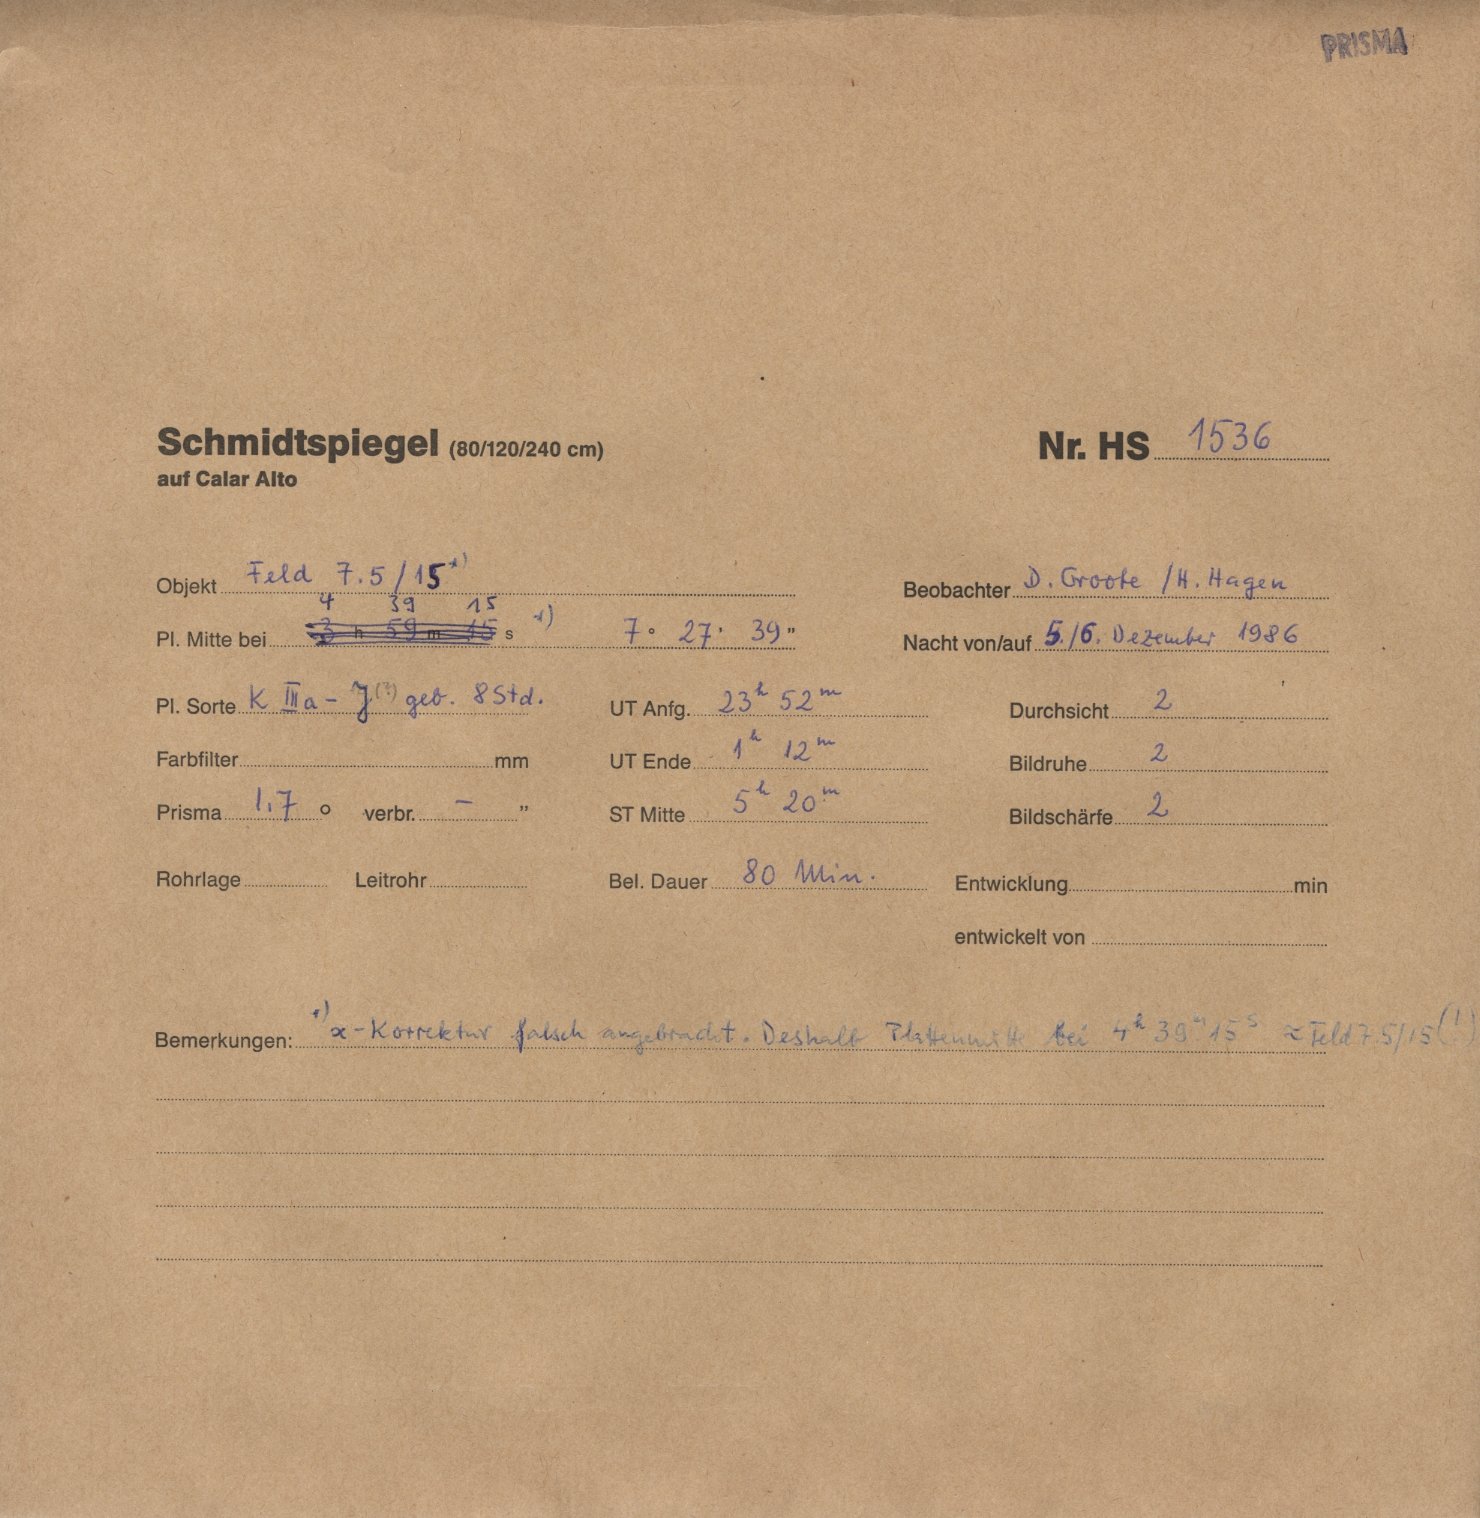 PRISMA
Schmidtspiegel (80/120/240 cm)
auf Calar Alto
Nr. HS 1536
Objekt Feld 7.5/15 *)
Beobachter D. Groote / H. Hagen
4 39 15
Pl. Mitte bei 3 h 59 m 15 s *) 7° 27' 39"
Nacht von/auf 5./6. Dezember 1986
Pl. Sorte K IIIa-J (?) geb. 8 Std.
UT Anfg. 23h 52m
Durchsicht 2
Farbfilter mm
UT Ende 1h 12m
Bildruhe 2
Prisma 1.7 ° verbr. – "
ST Mitte 5h 20m
Bildschärfe 2
Rohrlage Leitrohr
Bel. Dauer 80 Min.
Entwicklung min
entwickelt von
Bemerkungen: *) α-Korrektur falsch angebracht. Deshalb Plattenmitte bei 4h 39m 15s ≈ Feld 7.5/15 (!)